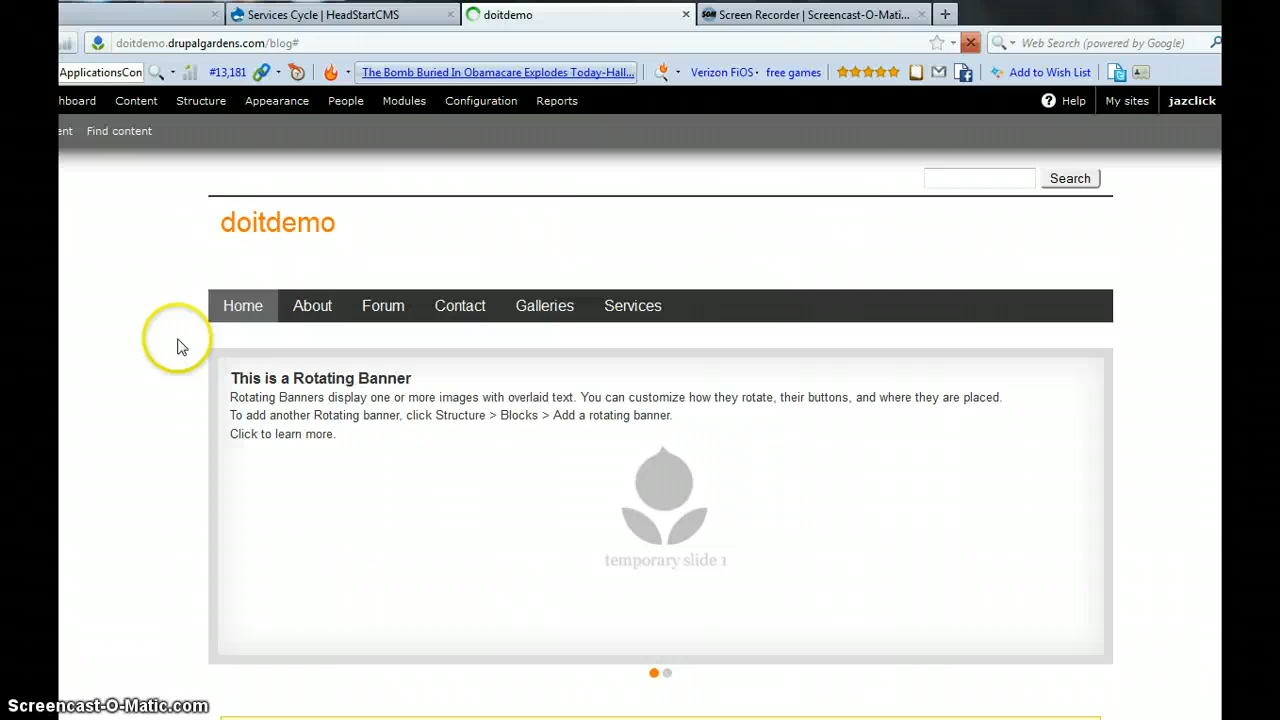 Services Cycle | HeadStartCMS
doitdemo
Screen Recorder | Screencast-O-Mati...
doitdemo.drupalgardens.com/blog#
Web Search (powered by Google)
ApplicationsCon
#13,181
The Bomb Buried In Obamacare Explodes Today-Hall...
Verizon FiOS
free games
Add to Wish List
hboard
Content
Structure
Appearance
People
Modules
Configuration
Reports
Help
My sites
jazclick
ent
Find content
Search
doitdemo
Home
About
Forum
Contact
Galleries
Services
This is a Rotating Banner
Rotating Banners display one or more images with overlaid text. You can customize how they rotate, their buttons, and where they are placed.
To add another Rotating banner, click Structure > Blocks > Add a rotating banner.
Click to learn more.
temporary slide 1
Screencast-O-Matic.com